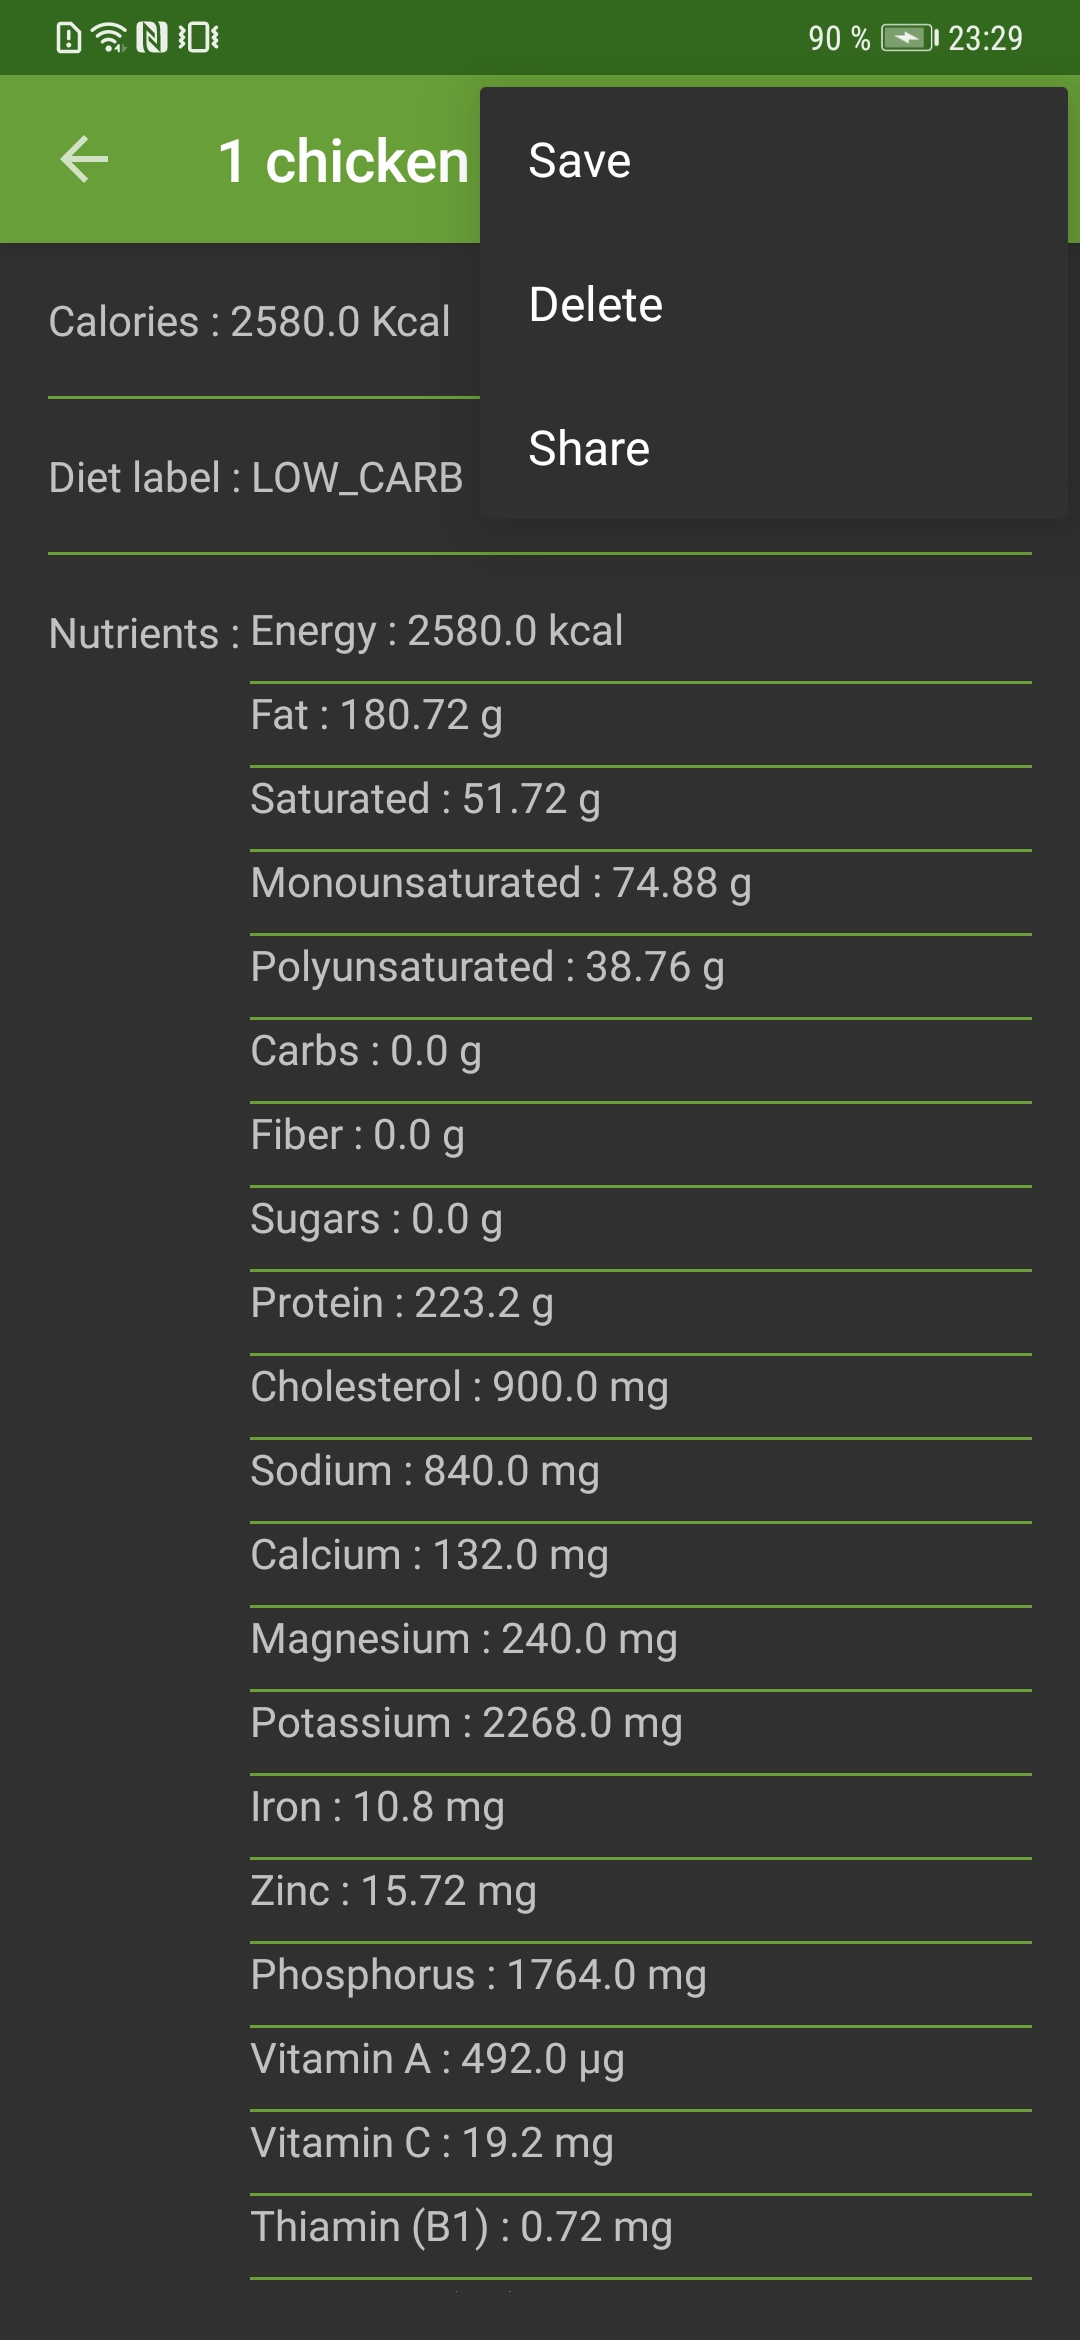 90 % 23:29
1 chicken
Save
Delete
Share
Calories : 2580.0 Kcal
Diet label : LOW_CARB
Nutrients : Energy : 2580.0 kcal
Fat : 180.72 g
Saturated : 51.72 g
Monounsaturated : 74.88 g
Polyunsaturated : 38.76 g
Carbs : 0.0 g
Fiber : 0.0 g
Sugars : 0.0 g
Protein : 223.2 g
Cholesterol : 900.0 mg
Sodium : 840.0 mg
Calcium : 132.0 mg
Magnesium : 240.0 mg
Potassium : 2268.0 mg
Iron : 10.8 mg
Zinc : 15.72 mg
Phosphorus : 1764.0 mg
Vitamin A : 492.0 µg
Vitamin C : 19.2 mg
Thiamin (B1) : 0.72 mg